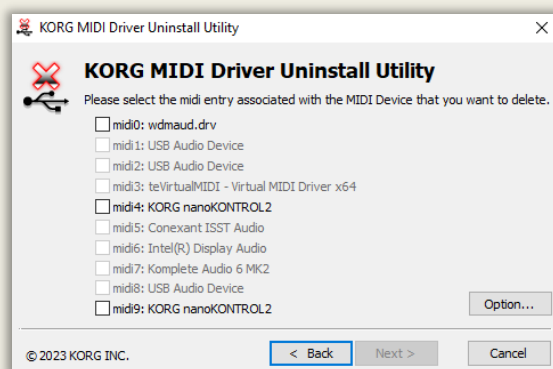 KORG MIDI Driver Uninstall Utility
KORG MIDI Driver Uninstall Utility
Please select the midi entry associated with the MIDI Device that you want to delete.
midi0: wdmaud.drv
midi1: USB Audio Device
midi2: USB Audio Device
midi3: teVirtualMIDI - Virtual MIDI Driver x64
midi4: KORG nanoKONTROL2
midi5: Conexant ISST Audio
midi6: Intel(R) Display Audio
midi7: Komplete Audio 6 MK2
midi8: USB Audio Device
midi9: KORG nanoKONTROL2
Option...
© 2023 KORG INC.
< Back
Next >
Cancel